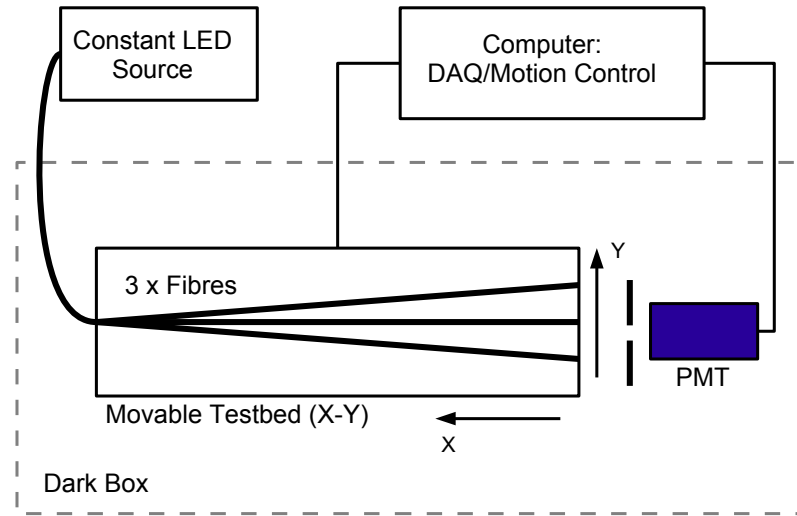 Constant LED
Source
Computer:
DAQ/Motion Control
3 x Fibres
Y
PMT
Movable Testbed (X-Y)
X
Dark Box